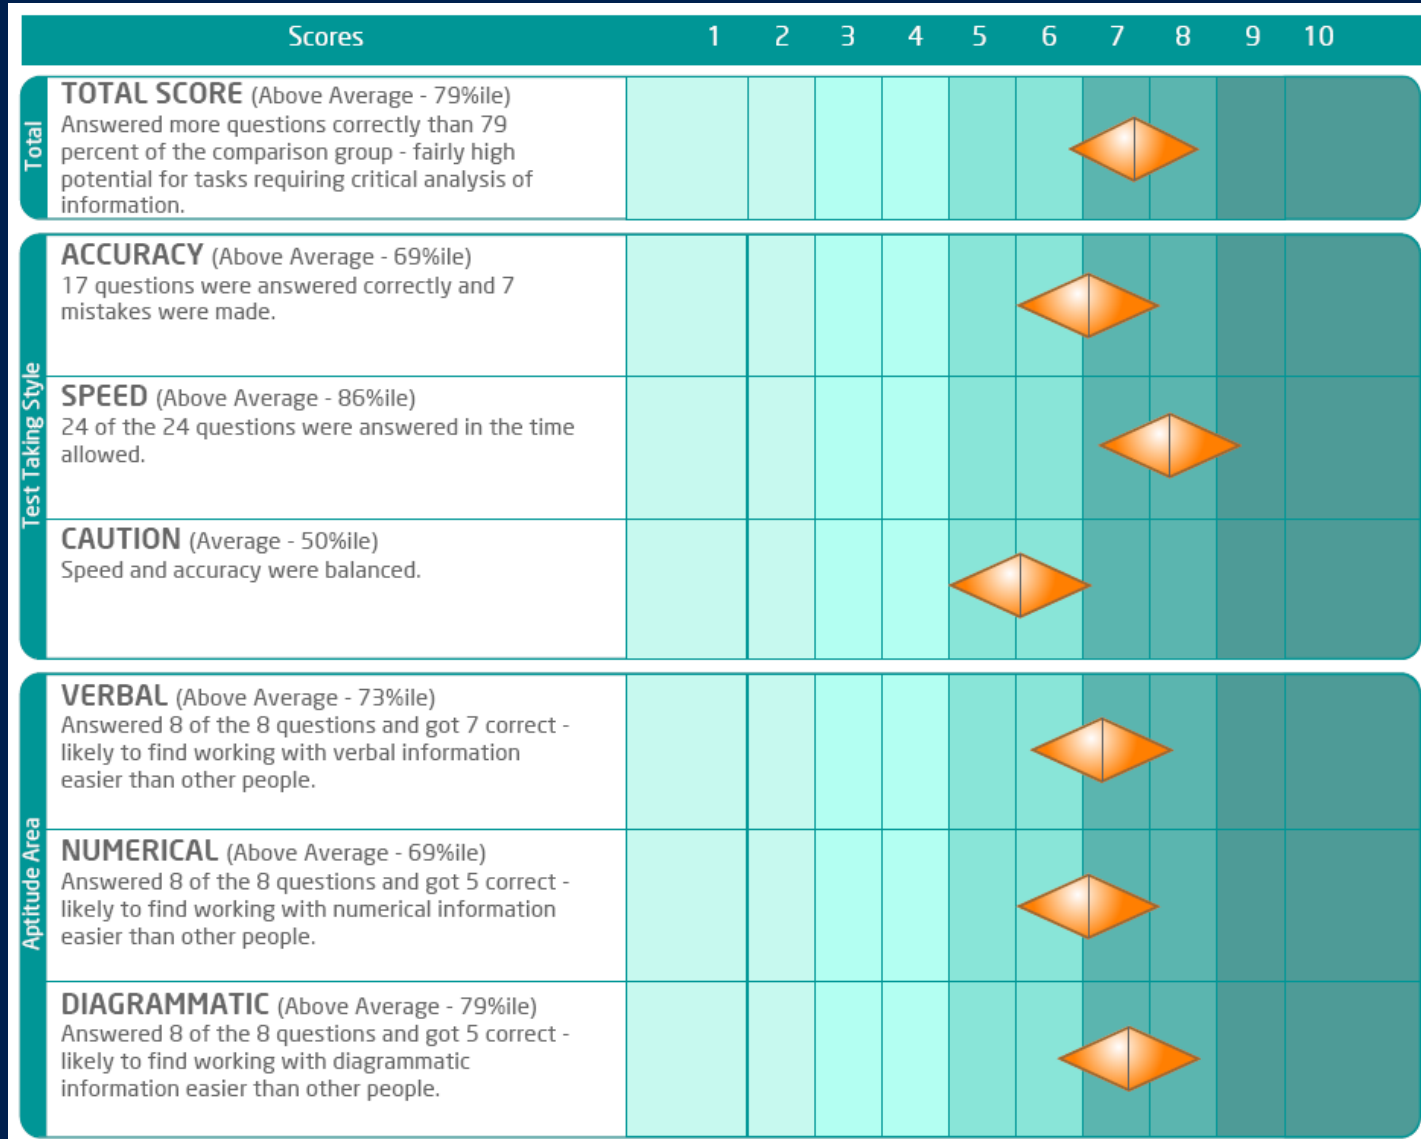 Scores 1 2 3 4 5 6 7 8 9 10
Total
TOTAL SCORE (Above Average - 79%ile)
Answered more questions correctly than 79
percent of the comparison group - fairly high
potential for tasks requiring critical analysis of
information.
Test Taking Style
ACCURACY (Above Average - 69%ile)
17 questions were answered correctly and 7
mistakes were made.
SPEED (Above Average - 86%ile)
24 of the 24 questions were answered in the time
allowed.
CAUTION (Average - 50%ile)
Speed and accuracy were balanced.
Aptitude Area
VERBAL (Above Average - 73%ile)
Answered 8 of the 8 questions and got 7 correct -
likely to find working with verbal information
easier than other people.
NUMERICAL (Above Average - 69%ile)
Answered 8 of the 8 questions and got 5 correct -
likely to find working with numerical information
easier than other people.
DIAGRAMMATIC (Above Average - 79%ile)
Answered 8 of the 8 questions and got 5 correct -
likely to find working with diagrammatic
information easier than other people.